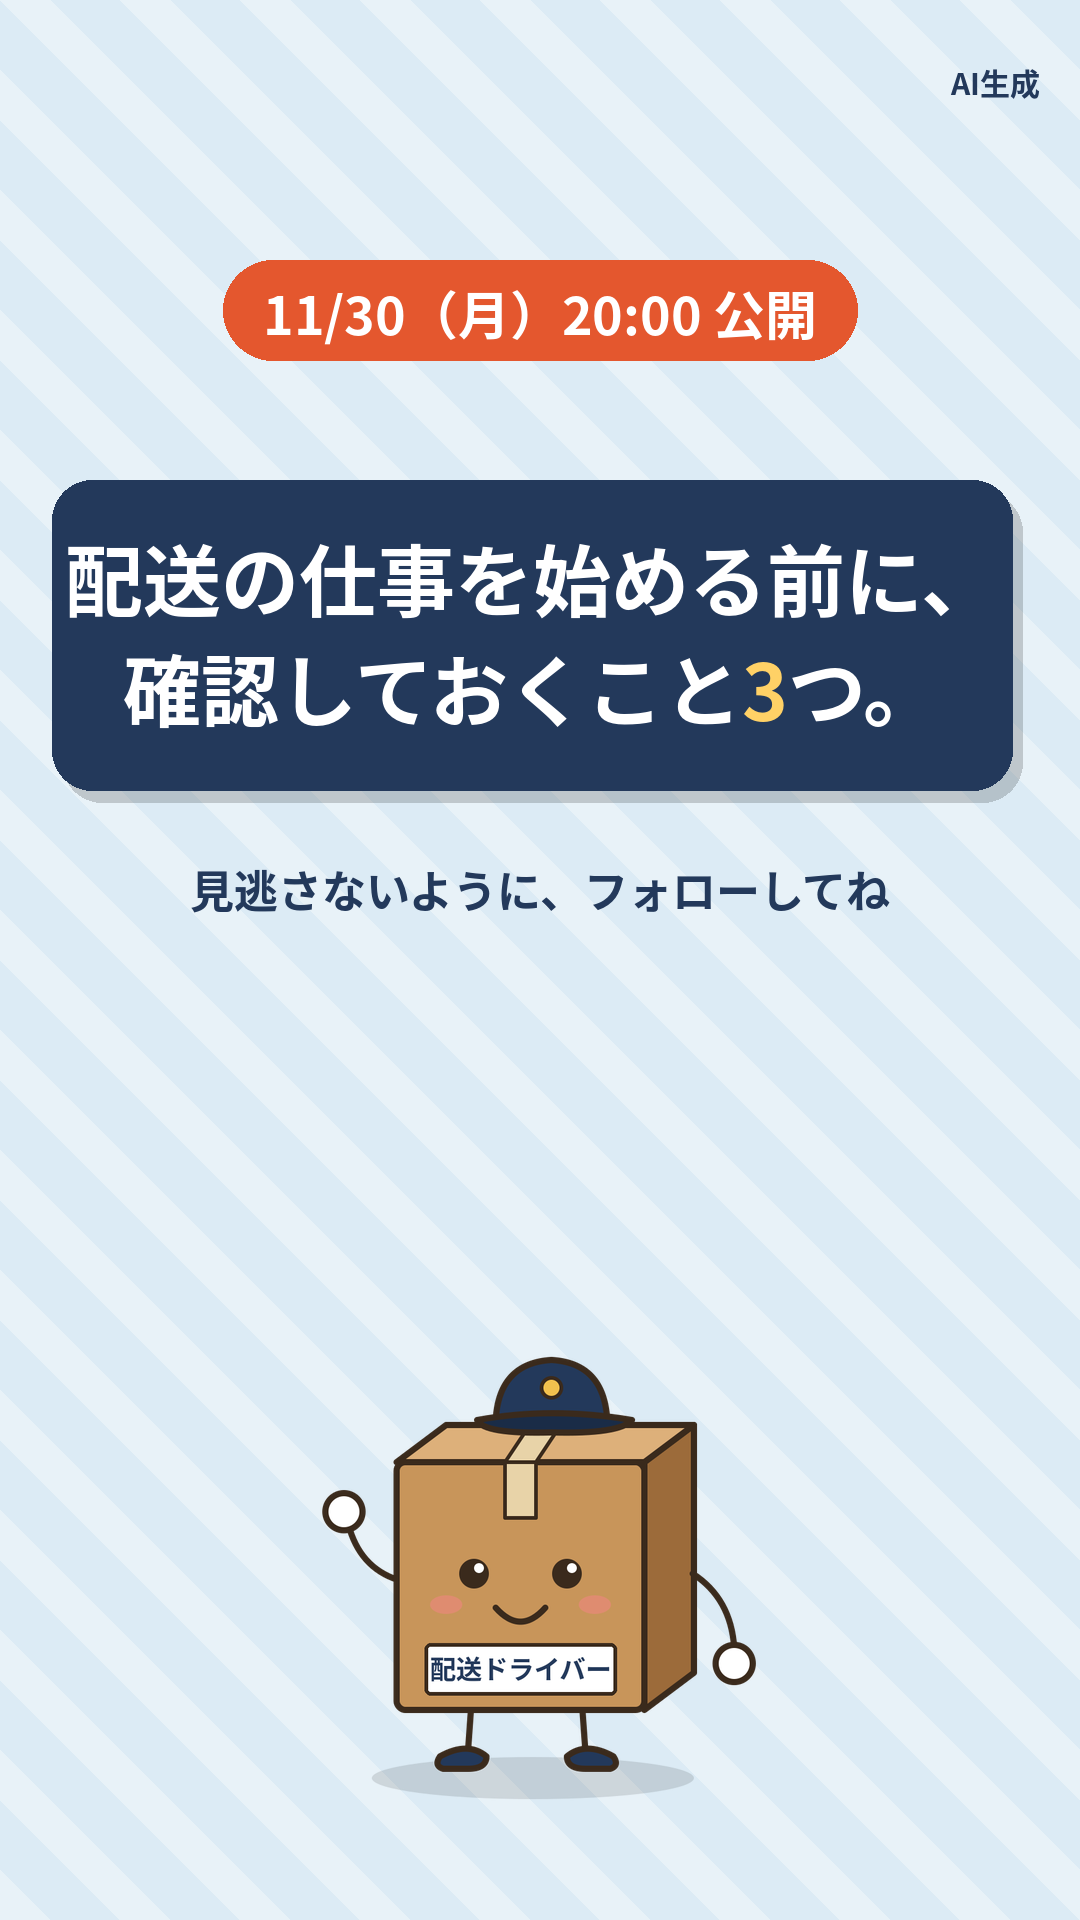 AI生成
11/30（月）20:00 公開
配送の仕事を始める前に、
確認しておくこと3つ。
見逃さないように、フォローしてね
配送ドライバー